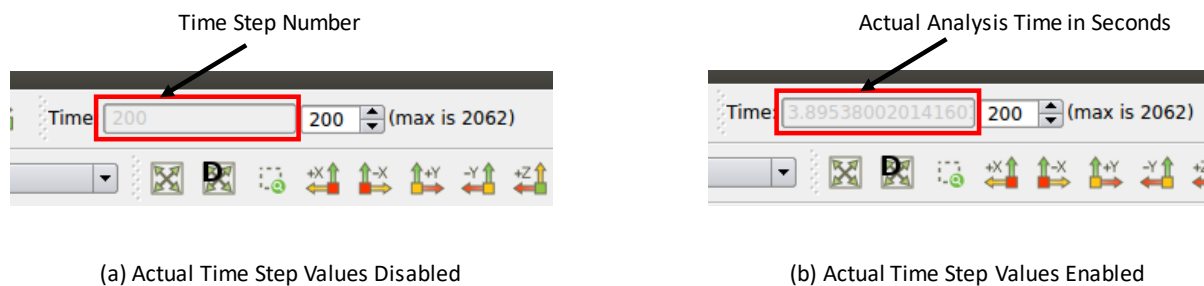 Time Step Number
Actual Analysis Time in Seconds
Time 200 200 (max is 2062)
Time: 3.895380020141601 200 (max is 2062)
D +X -X +Y -Y +Z
D +X -X +Y -Y +Z
(a) Actual Time Step Values Disabled
(b) Actual Time Step Values Enabled